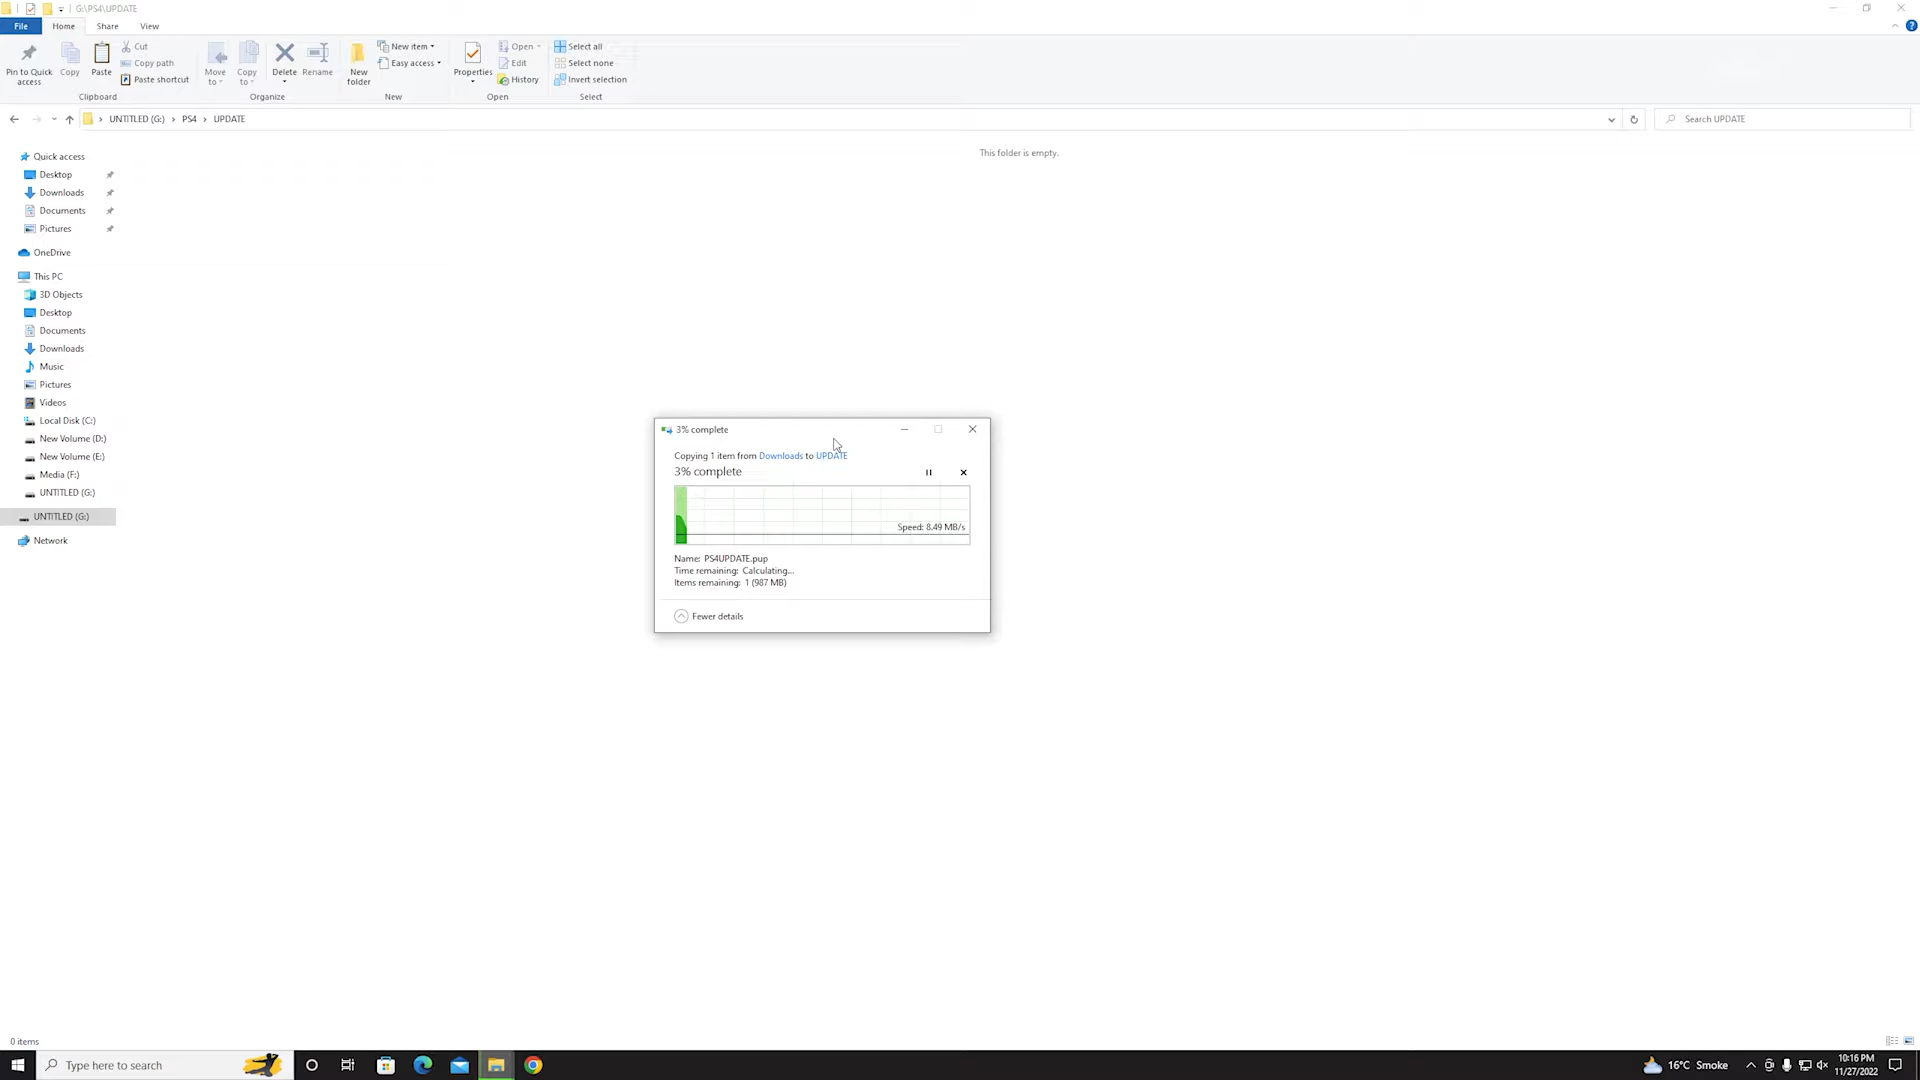 G:\PS4\UPDATE
File Home Share View
Pin to Quick access
Copy
Paste
Cut
Copy path
Paste shortcut
Clipboard
Move to
Copy to
Delete
Rename
Organize
New folder
New item
Easy access
New
Properties
Open
Edit
History
Open
Select all
Select none
Invert selection
Select
UNTITLED (G:) PS4 UPDATE
Search UPDATE
This folder is empty.
Quick access
Desktop
Downloads
Documents
Pictures
OneDrive
This PC
3D Objects
Desktop
Documents
Downloads
Music
Pictures
Videos
Local Disk (C:)
New Volume (D:)
New Volume (E:)
Media (F:)
UNTITLED (G:)
UNTITLED (G:)
Network
3% complete
Copying 1 item from Downloads to UPDATE
3% complete
Speed: 8.49 MB/s
Name: PS4UPDATE.pup
Time remaining: Calculating...
Items remaining: 1 (987 MB)
Fewer details
0 items
Type here to search
16°C Smoke
10:16 PM
11/27/2022